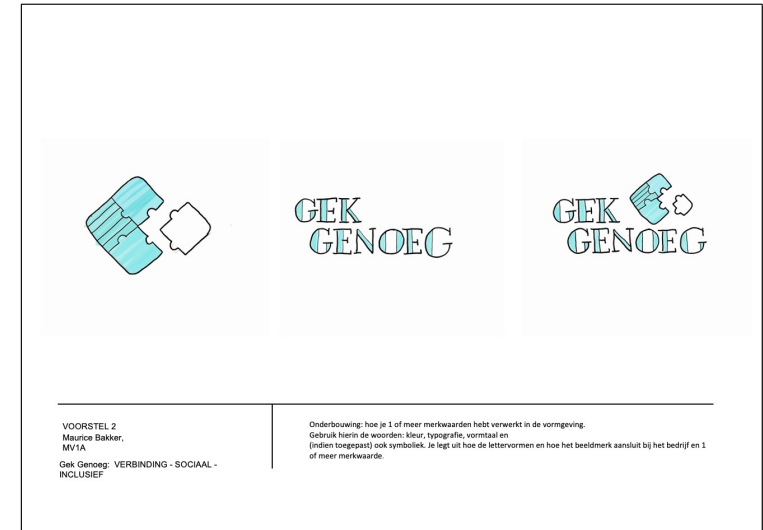 GEK
GENOEG
GEK
GENOEG
VOORSTEL 2
Maurice Bakker,
MV1A
Gek Genoeg: VERBINDING - SOCIAAL -
INCLUSIEF
Onderbouwing: hoe je 1 of meer merkwaarden hebt verwerkt in de vormgeving.
Gebruik hierin de woorden: kleur, typografie, vormtaal en
(indien toegepast) ook symboliek. Je legt uit hoe de lettervormen en hoe het beeldmerk aansluit bij het bedrijf en 1
of meer merkwaarde.